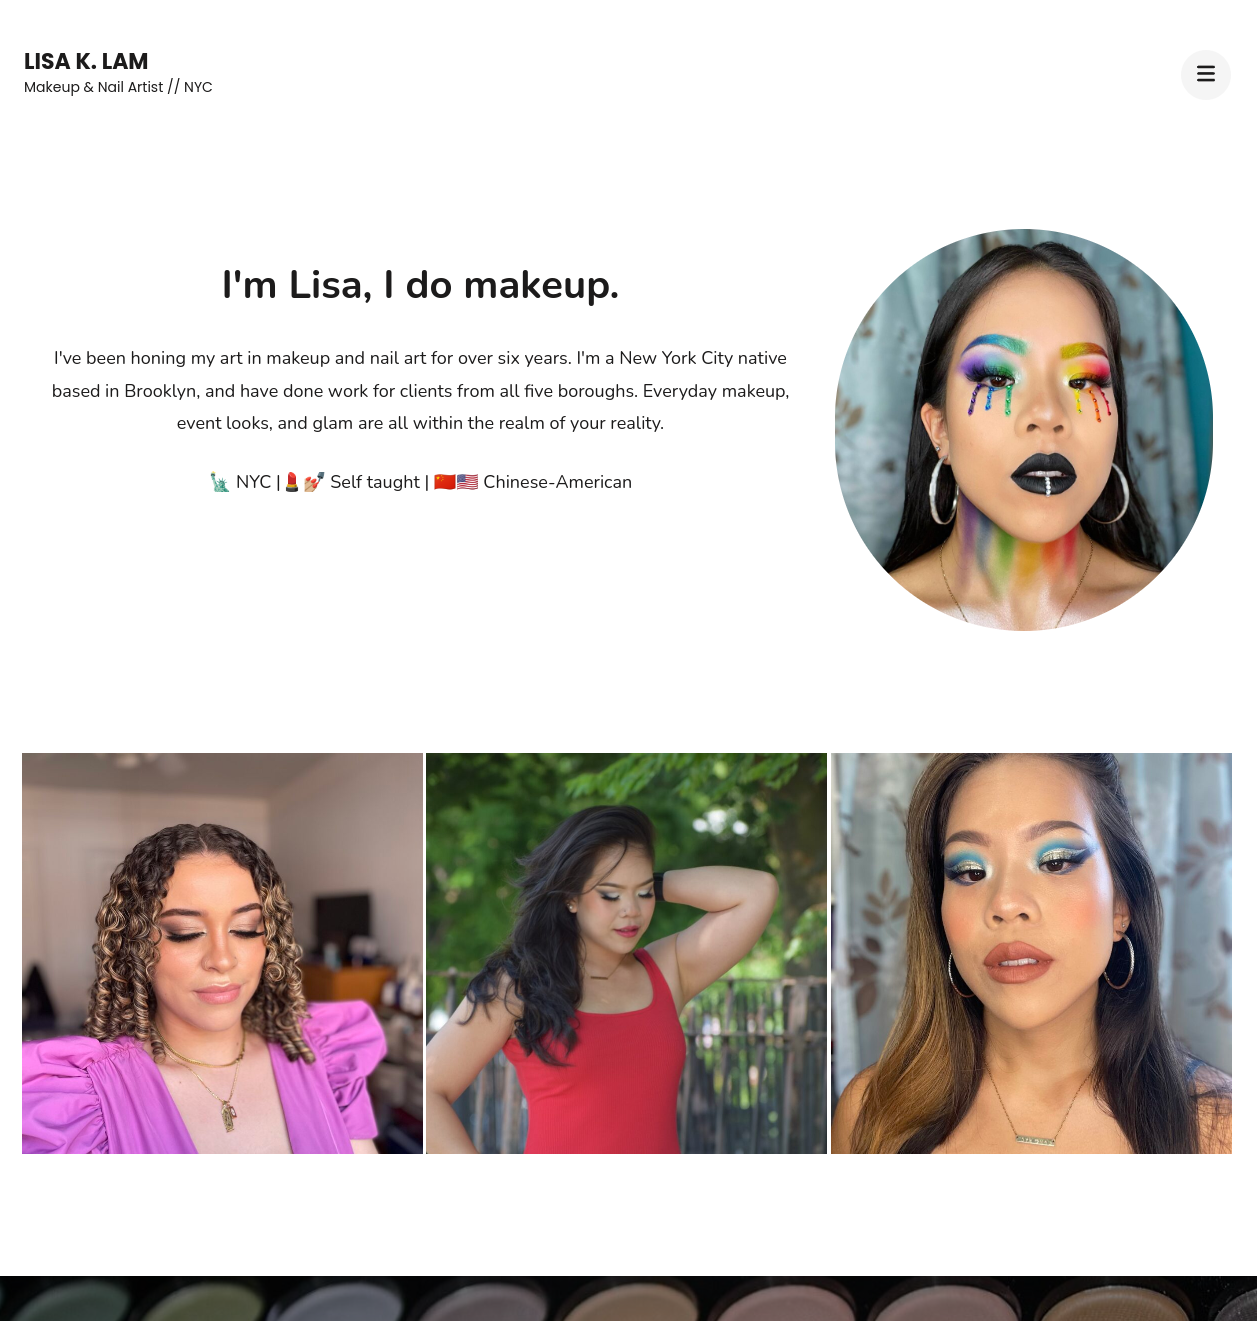 LISA K. LAM
Makeup & Nail Artist // NYC
I'm Lisa, I do makeup.
I've been honing my art in makeup and nail art for over six years. I'm a New York City native
based in Brooklyn, and have done work for clients from all five boroughs. Everyday makeup,
event looks, and glam are all within the realm of your reality.
🗽 NYC | 💄💅🏼 Self taught | 🇨🇳🇺🇸 Chinese-American